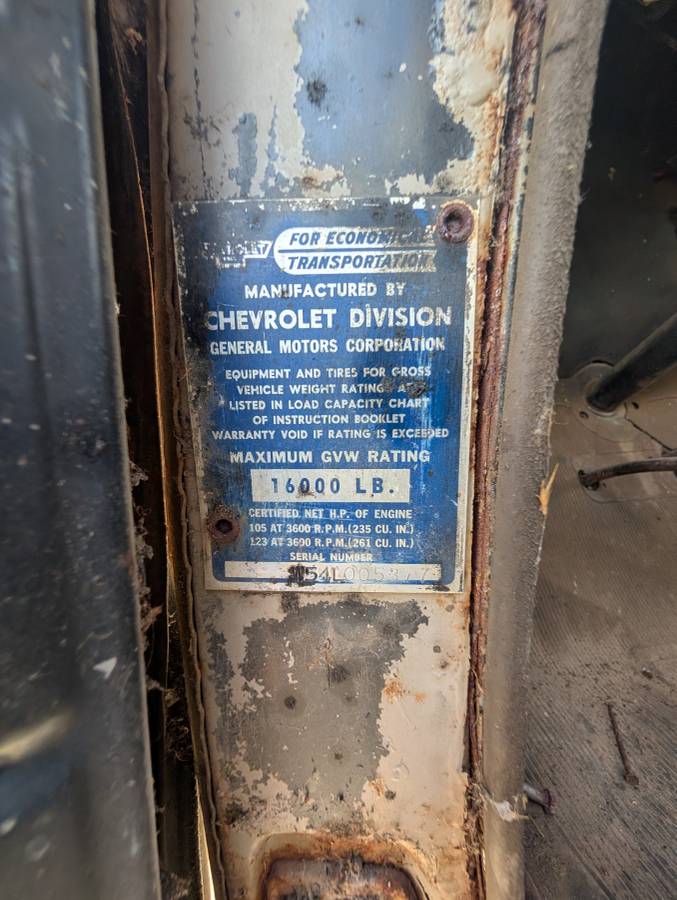 FOR ECONOMICAL
TRANSPORTATION
MANUFACTURED BY
CHEVROLET DIVISION
GENERAL MOTORS CORPORATION
EQUIPMENT AND TIRES FOR GROSS
VEHICLE WEIGHT RATING ARE
LISTED IN LOAD CAPACITY CHART
OF INSTRUCTION BOOKLET
WARRANTY VOID IF RATING IS EXCEEDED
MAXIMUM GVW RATING
16000 LB.
CERTIFIED NET H.P. OF ENGINE
105 AT 3600 R.P.M.(235 CU. IN.)
123 AT 3600 R.P.M.(261 CU. IN.)
SERIAL NUMBER